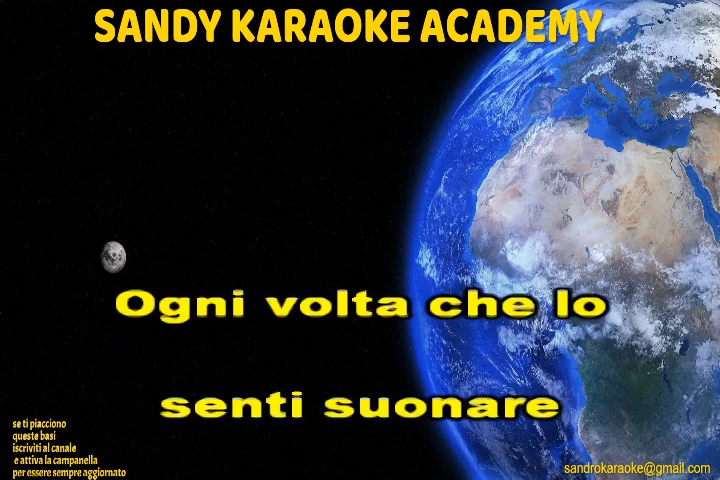 SANDY KARAOKE ACADEMY
Ogni volta che lo
senti suonare
se ti piacciono
queste basi
iscriviti al canale
e attiva la campanella
per essere sempre aggiornato
sandrokaraoke@gmail.com